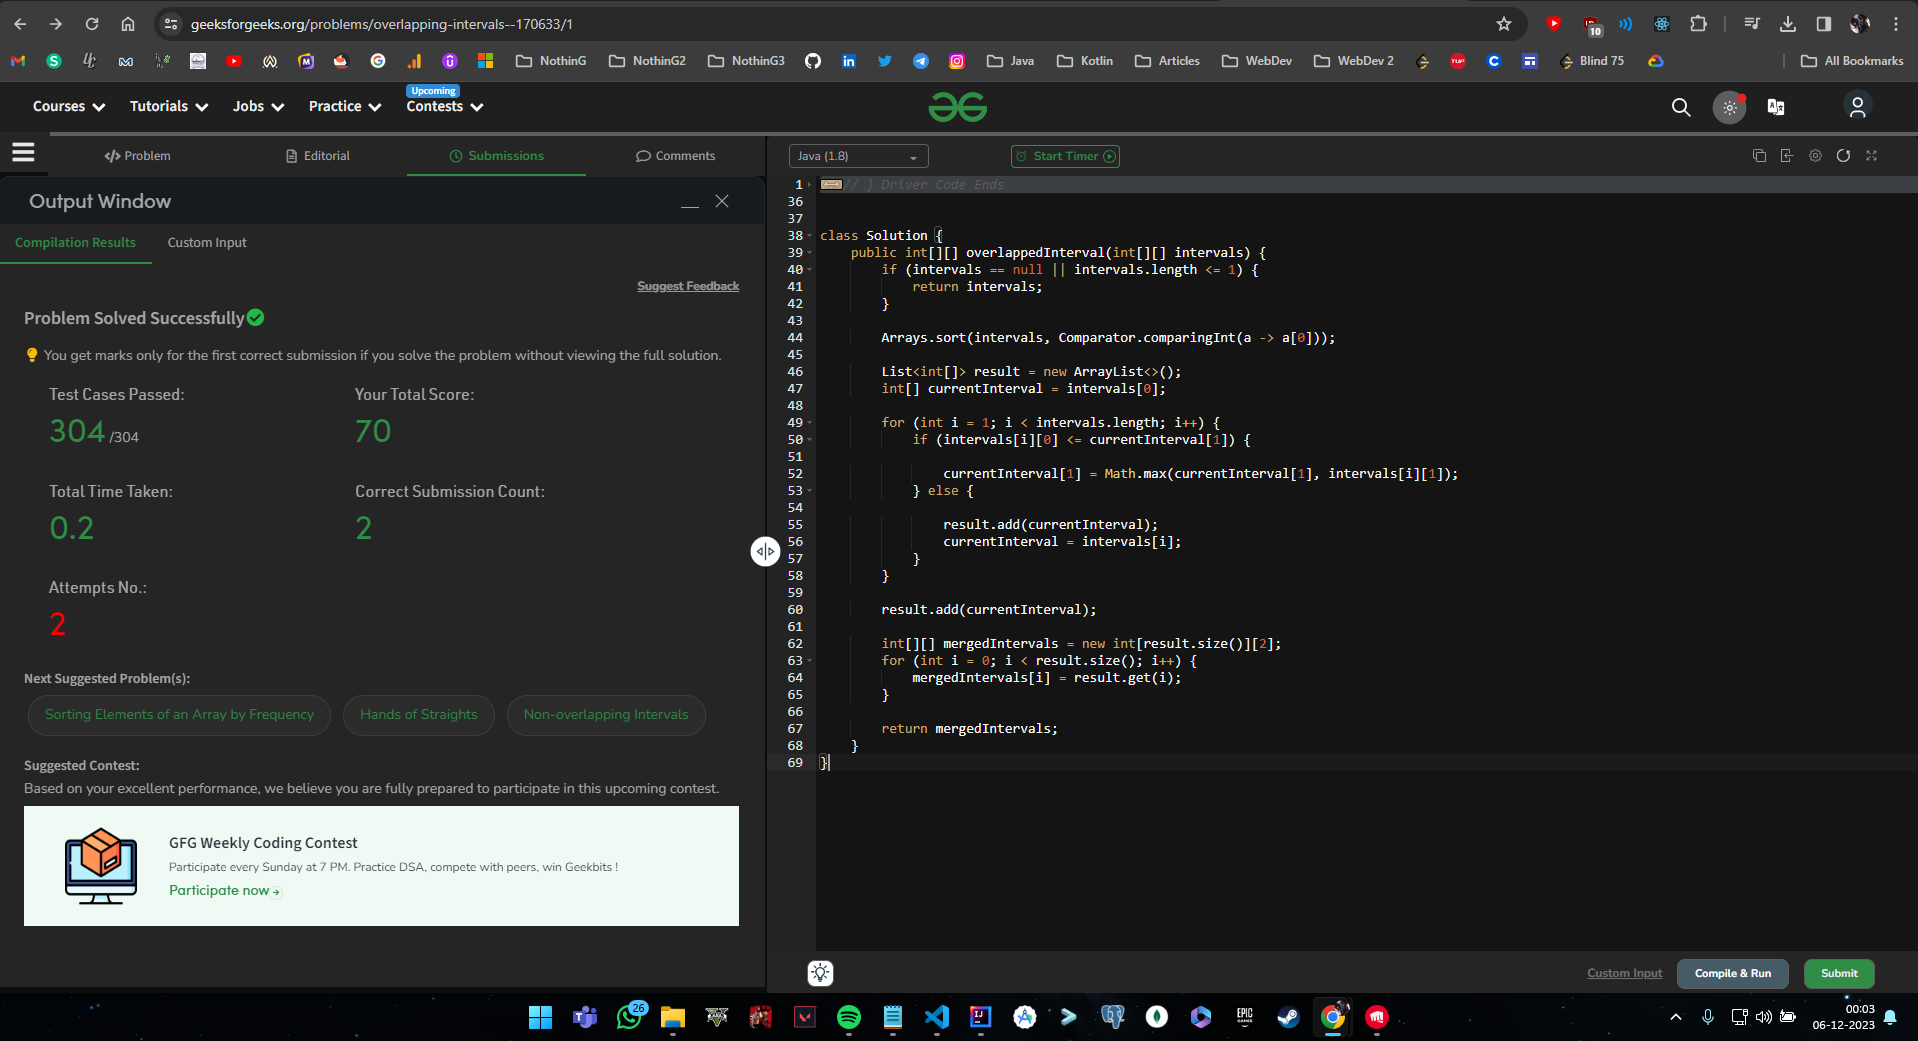 geeksforgeeks.org/problems/overlapping-intervals--170633/1
10
NothinG
NothinG2
NothinG3
Java
Kotlin
Articles
WebDev
WebDev 2
Blind 75
All Bookmarks
Courses
Tutorials
Jobs
Practice
Upcoming
Contests
Problem
Editorial
Submissions
Comments
Output Window
Compilation Results
Custom Input
Suggest Feedback
Problem Solved Successfully
You get marks only for the first correct submission if you solve the problem without viewing the full solution.
Test Cases Passed:
304 /304
Your Total Score:
70
Total Time Taken:
0.2
Correct Submission Count:
2
Attempts No.:
2
Next Suggested Problem(s):
Sorting Elements of an Array by Frequency
Hands of Straights
Non-overlapping Intervals
Suggested Contest:
Based on your excellent performance, we believe you are fully prepared to participate in this upcoming contest.
GFG Weekly Coding Contest
Participate every Sunday at 7 PM. Practice DSA, compete with peers, win Geekbits !
Participate now
Java (1.8)
Start Timer
1 // } Driver Code Ends
36
37
38 class Solution {
39 public int[][] overlappedInterval(int[][] intervals) {
40 if (intervals == null || intervals.length <= 1) {
41 return intervals;
42 }
43
44 Arrays.sort(intervals, Comparator.comparingInt(a -> a[0]));
45
46 List<int[]> result = new ArrayList<>();
47 int[] currentInterval = intervals[0];
48
49 for (int i = 1; i < intervals.length; i++) {
50 if (intervals[i][0] <= currentInterval[1]) {
51
52 currentInterval[1] = Math.max(currentInterval[1], intervals[i][1]);
53 } else {
54
55 result.add(currentInterval);
56 currentInterval = intervals[i];
57 }
58 }
59
60 result.add(currentInterval);
61
62 int[][] mergedIntervals = new int[result.size()][2];
63 for (int i = 0; i < result.size(); i++) {
64 mergedIntervals[i] = result.get(i);
65 }
66
67 return mergedIntervals;
68 }
69 }
Custom Input
Compile & Run
Submit
26
EPIC GAMES
00:03
06-12-2023